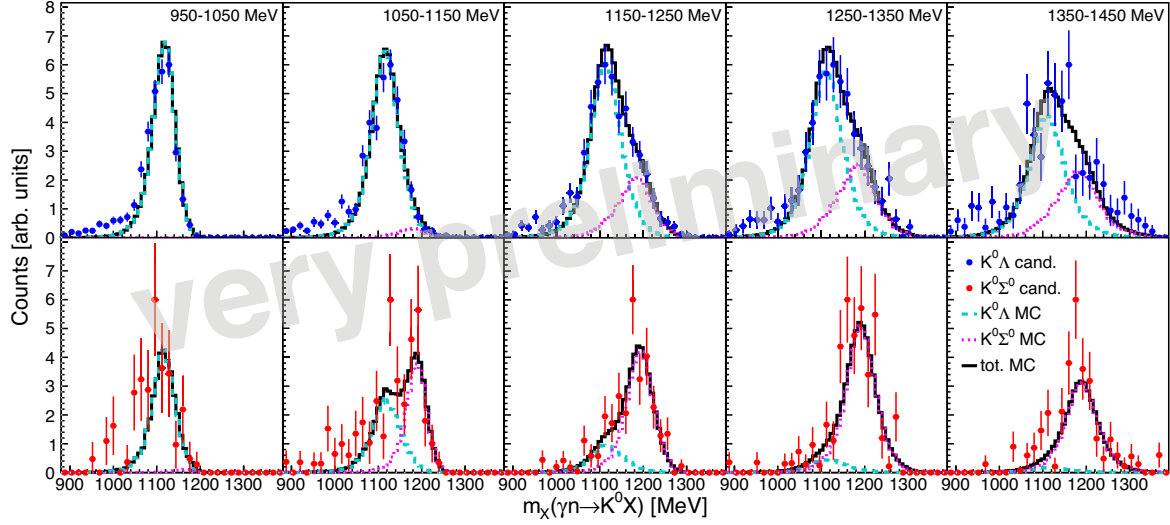 950-1050 MeV 1050-1150 MeV 1150-1250 MeV 1250-1350 MeV 1350-1450 MeV
8
7
6
5
4
3
2
1
0
Counts [arb. units]
very preliminary
7
6
5
4
3
2
1
0
K⁰Λ cand.
K⁰Σ⁰ cand.
K⁰Λ MC
K⁰Σ⁰ MC
tot. MC
900 1000 1100 1200 1300 900 1000 1100 1200 1300 900 1000 1100 1200 1300 900 1000 1100 1200 1300 900 1000 1100 1200 1300
m_X(γn→K⁰X) [MeV]